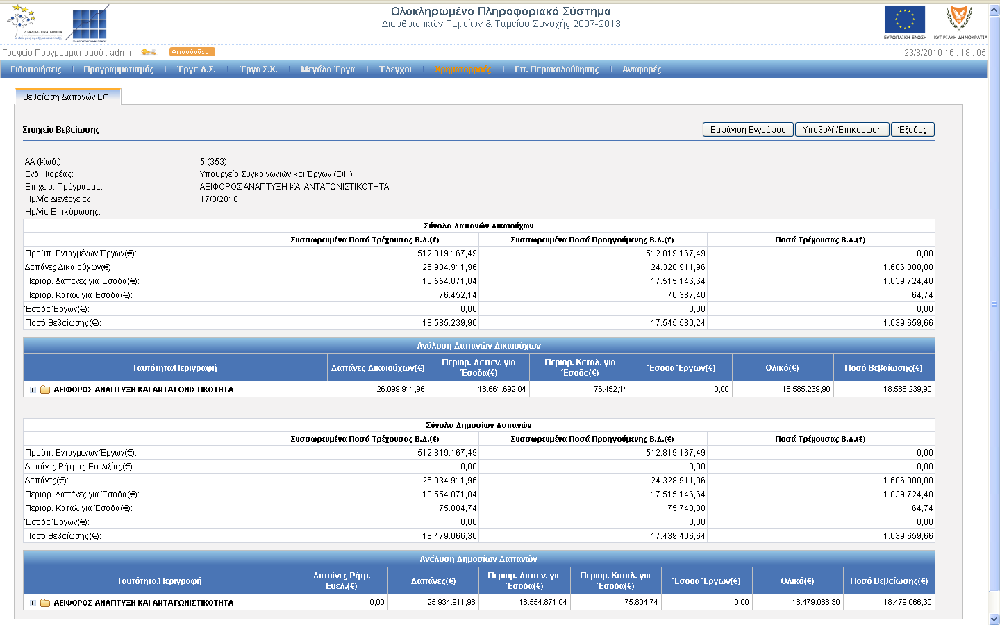 Ολοκληρωμένο Πληροφοριακό Σύστημα
Διαρθρωτικών Ταμείων & Ταμείου Συνοχής 2007-2013
ΔΙΑΡΘΡΩΤΙΚΑ ΤΑΜΕΙΑ
ΕΥΡΩΠΑΪΚΗ ΕΝΩΣΗ ΚΥΠΡΙΑΚΗ ΔΗΜΟΚΡΑΤΙΑ
Γραφείο Προγραμματισμού : admin Αποσύνδεση 23/8/2010 16 : 18 : 05
Ειδοποιήσεις Προγραμματισμός Έργα Δ.Σ. Έργα Σ.Χ. Μεγάλα Έργα Έλεγχοι Χρηματορροές Επ. Παρακολούθησης Αναφορές
Βεβαίωση Δαπανών ΕΦ Ι
Στοιχεία Βεβαίωσης Εμφάνιση Εγγράφου Υποβολή/Επικύρωση Έξοδος
ΑΑ (Κωδ.): 5 (353)
Ενδ. Φορέας: Υπουργείο Συγκοινωνιών και Έργων (ΕΦΙ)
Επιχειρ. Πρόγραμμα: ΑΕΙΦΟΡΟΣ ΑΝΑΠΤΥΞΗ ΚΑΙ ΑΝΤΑΓΩΝΙΣΤΙΚΟΤΗΤΑ
Ημ/νία Διενέργειας: 17/3/2010
Ημ/νία Επικύρωσης:
Σύνολα Δαπανών Δικαιούχων
Συσσωρευμένα Ποσά Τρέχουσας Β.Δ.(€) Συσσωρευμένα Ποσά Προηγούμενης Β.Δ.(€) Ποσά Τρέχουσας Β.Δ.(€)
Προϋπ. Ενταγμένων Έργων(€): 512.819.167,49 512.819.167,49 0,00
Δαπάνες Δικαιούχων(€): 25.934.911,96 24.328.911,96 1.606.000,00
Περιορ. Δαπάνες για Έσοδα(€): 18.554.871,04 17.515.146,64 1.039.724,40
Περιορ. Καταλ. για Έσοδα(€): 76.452,14 76.387,40 64,74
Έσοδα Έργων(€): 0,00 0,00 0,00
Ποσό Βεβαίωσης(€): 18.585.239,90 17.545.580,24 1.039.659,66
Ανάλυση Δαπανών Δικαιούχων
Ταυτότητα/Περιγραφή Δαπάνες Δικαιούχων(€) Περιορ. Δαπαν. για Έσοδα(€) Περιορ. Καταλ. για Έσοδα(€) Έσοδα Έργων(€) Ολικό(€) Ποσό Βεβαίωσης(€)
ΑΕΙΦΟΡΟΣ ΑΝΑΠΤΥΞΗ ΚΑΙ ΑΝΤΑΓΩΝΙΣΤΙΚΟΤΗΤΑ 26.099.911,96 18.661.692,04 76.452,14 0,00 18.585.239,90 18.585.239,90
Σύνολα Δημοσίων Δαπανών
Συσσωρευμένα Ποσά Τρέχουσας Β.Δ.(€) Συσσωρευμένα Ποσά Προηγούμενης Β.Δ.(€) Ποσά Τρέχουσας Β.Δ.(€)
Προϋπ. Ενταγμένων Έργων(€): 512.819.167,49 512.819.167,49 0,00
Δαπάνες Ρήτρας Ευελιξίας(€): 0,00 0,00 0,00
Δαπάνες(€): 25.934.911,96 24.328.911,96 1.606.000,00
Περιορ. Δαπάνες για Έσοδα(€): 18.554.871,04 17.515.146,64 1.039.724,40
Περιορ. Καταλ. για Έσοδα(€): 75.804,74 75.740,00 64,74
Έσοδα Έργων(€): 0,00 0,00 0,00
Ποσό Βεβαίωσης(€): 18.479.066,30 17.439.406,64 1.039.659,66
Ανάλυση Δημοσίων Δαπανών
Ταυτότητα/Περιγραφή Δαπάνες Ρήτρ. Ευελ.(€) Δαπάνες(€) Περιορ. Δαπαν. για Έσοδα(€) Περιορ. Καταλ. για Έσοδα(€) Έσοδα Έργων(€) Ολικό(€) Ποσό Βεβαίωσης(€)
ΑΕΙΦΟΡΟΣ ΑΝΑΠΤΥΞΗ ΚΑΙ ΑΝΤΑΓΩΝΙΣΤΙΚΟΤΗΤΑ 0,00 25.934.911,96 18.554.871,04 75.804,74 0,00 18.479.066,30 18.479.066,30